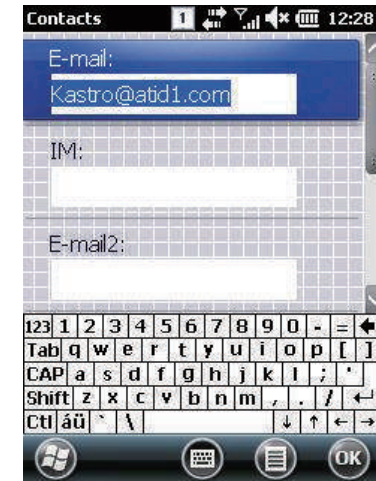 Contacts 1 12:28
E-mail:
Kastro@atid1.com
IM:
E-mail2:
123 1 2 3 4 5 6 7 8 9 0 - =
Tab q w e r t y u i o p [ ]
CAP a s d f g h j k l ; '
Shift z x c v b n m , . /
Ctl áü ` \
OK